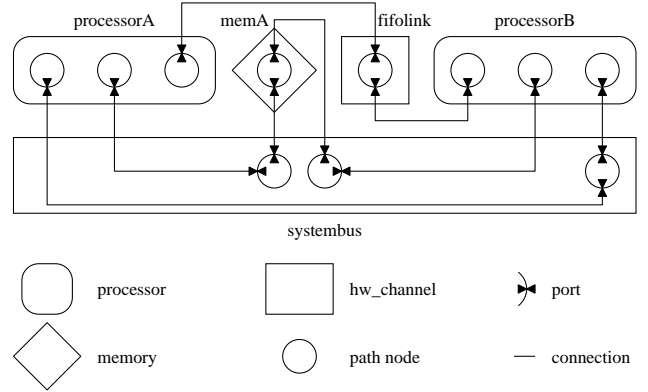 processorA memA fifolink processorB
systembus
processor hw_channel port
memory path node connection